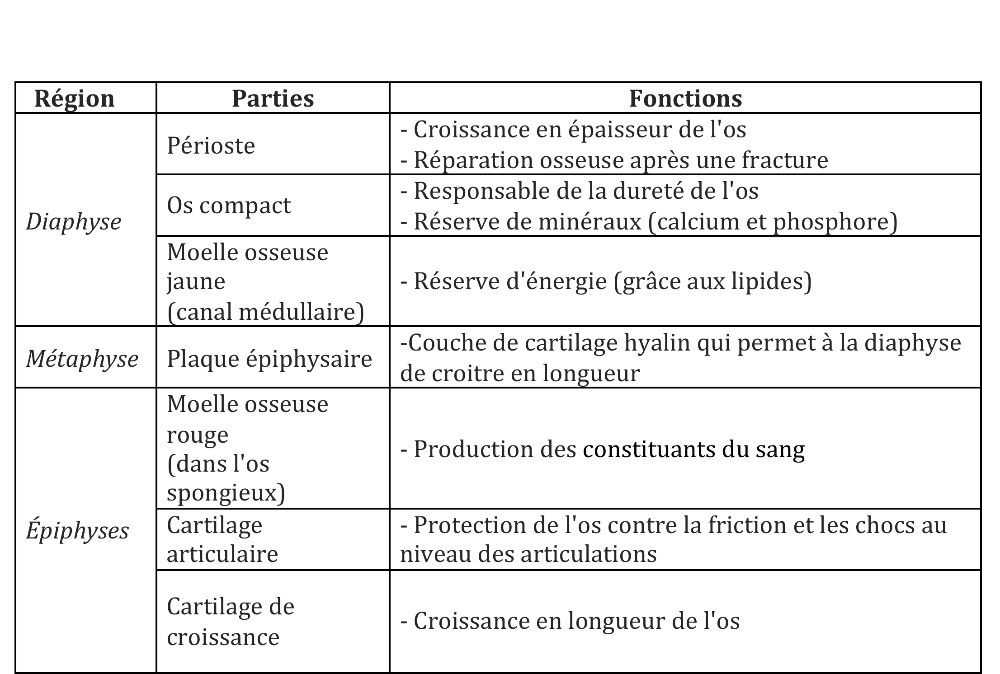 Région Parties Fonctions
Diaphyse
Périoste
- Croissance en épaisseur de l'os
- Réparation osseuse après une fracture
Os compact
- Responsable de la dureté de l'os
- Réserve de minéraux (calcium et phosphore)
Moelle osseuse
jaune
(canal médullaire)
- Réserve d'énergie (grâce aux lipides)
Métaphyse
Plaque épiphysaire
-Couche de cartilage hyalin qui permet à la diaphyse
de croitre en longueur
Épiphyses
Moelle osseuse
rouge
(dans l'os
spongieux)
- Production des constituants du sang
Cartilage
articulaire
- Protection de l'os contre la friction et les chocs au
niveau des articulations
Cartilage de
croissance
- Croissance en longueur de l'os